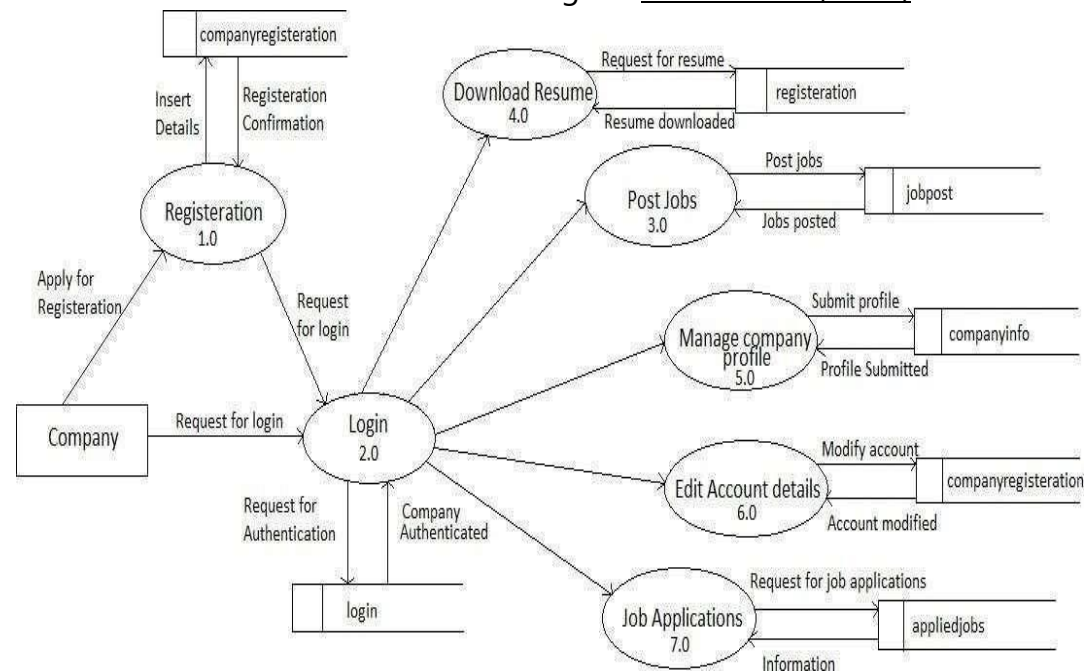 companyregisteration
Insert
Details
Registeration
Confirmation
Registeration
1.0
Apply for
Registeration
Request
for login
Company
Request for login
Login
2.0
Request for
Authentication
Company
Authenticated
login
Download Resume
4.0
Request for resume
Resume downloaded
registeration
Post Jobs
3.0
Post jobs
Jobs posted
jobpost
Manage company
profile
5.0
Submit profile
Profile Submitted
companyinfo
Edit Account details
6.0
Modify account
Account modified
companyregisteration
Job Applications
7.0
Request for job applications
Information
appliedjobs